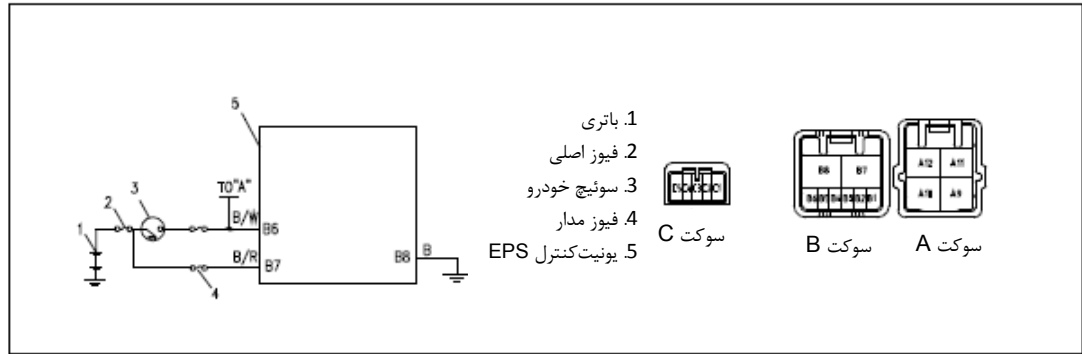 5
TO"A"
3
2
1
B/W
B6
B/R
B7
B8
B
4
1. باتری
2. فیوز اصلی
3. سوئیچ خودرو
4. فیوز مدار
5. یونیت‌کنترل EPS
سوکت C
B8 B7
سوکت B
A12 A11
A10 A9
سوکت A